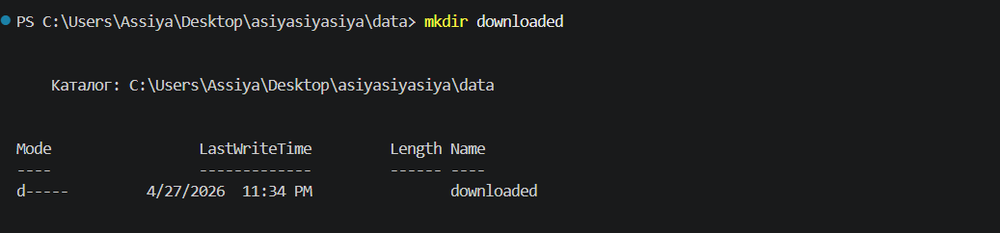 PS C:\Users\Assiya\Desktop\asiyasiyasiya\data> mkdir downloaded
Каталог: C:\Users\Assiya\Desktop\asiyasiyasiya\data
Mode LastWriteTime Length Name
---- ------------- ------ ----
d----- 4/27/2026 11:34 PM downloaded